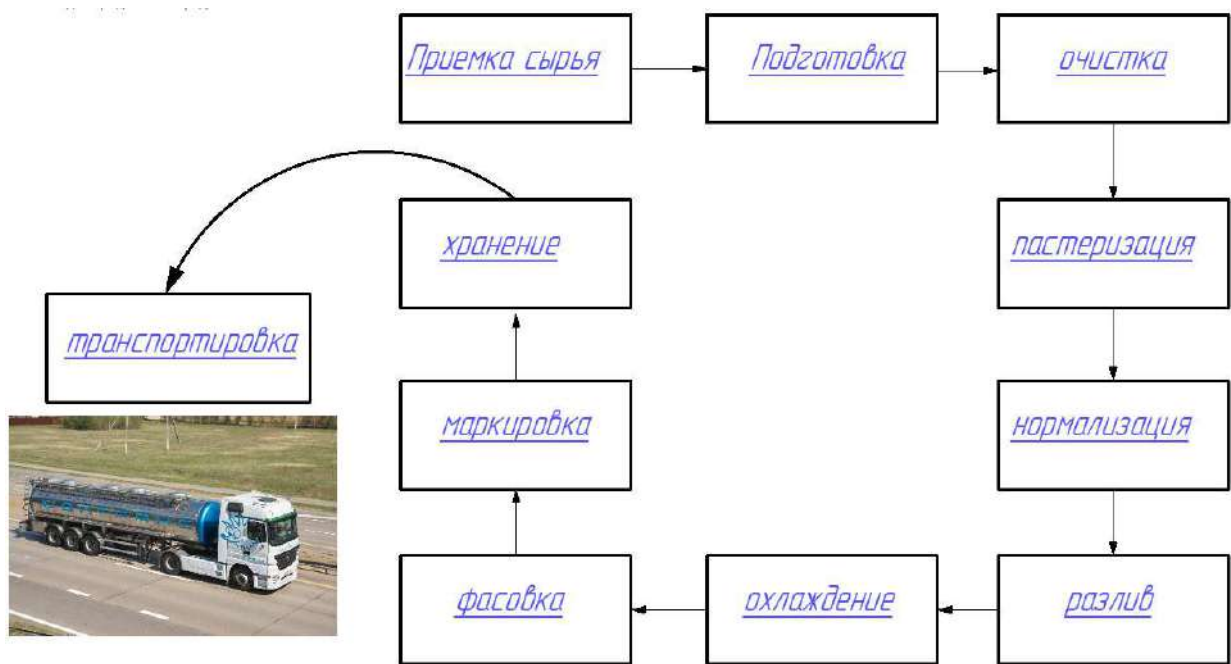 Приемка сырья
Подготовка
очистка
пастеризация
нормализация
разлив
охлаждение
фасовка
маркировка
хранение
транспортировка